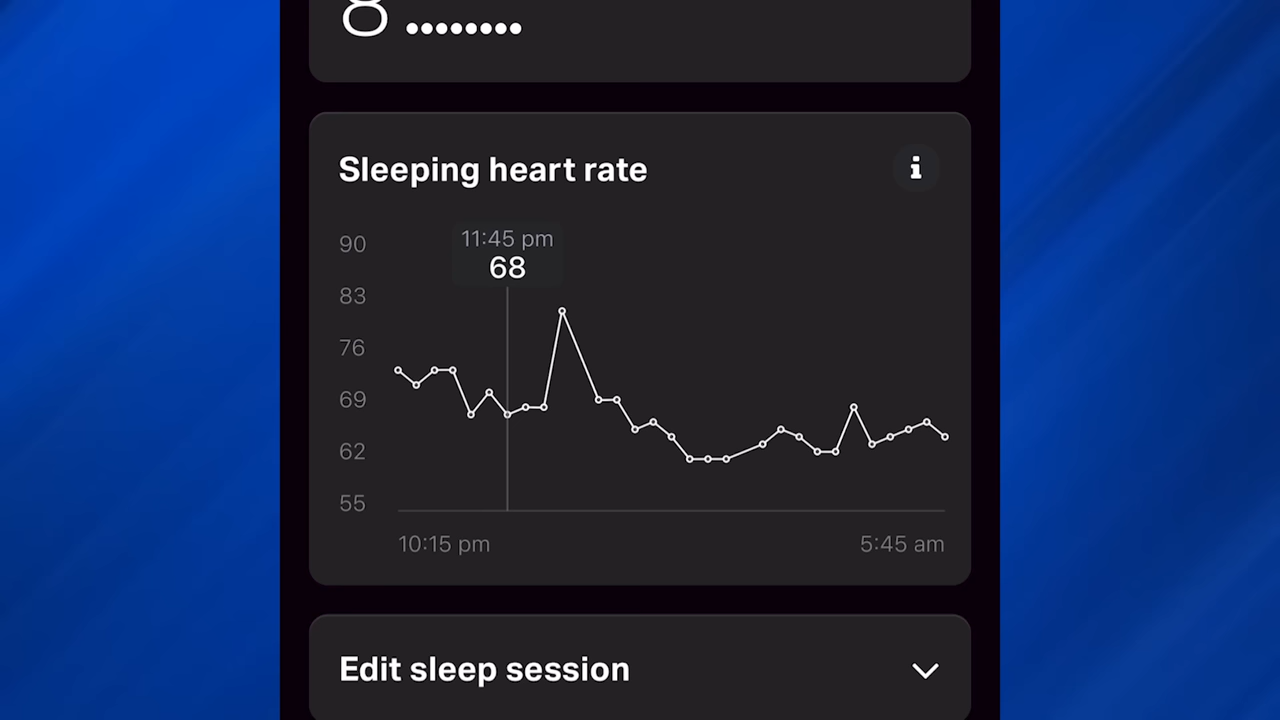 8
Sleeping heart rate
i
11:45 pm
68
90
83
76
69
62
55
10:15 pm
5:45 am
Edit sleep session